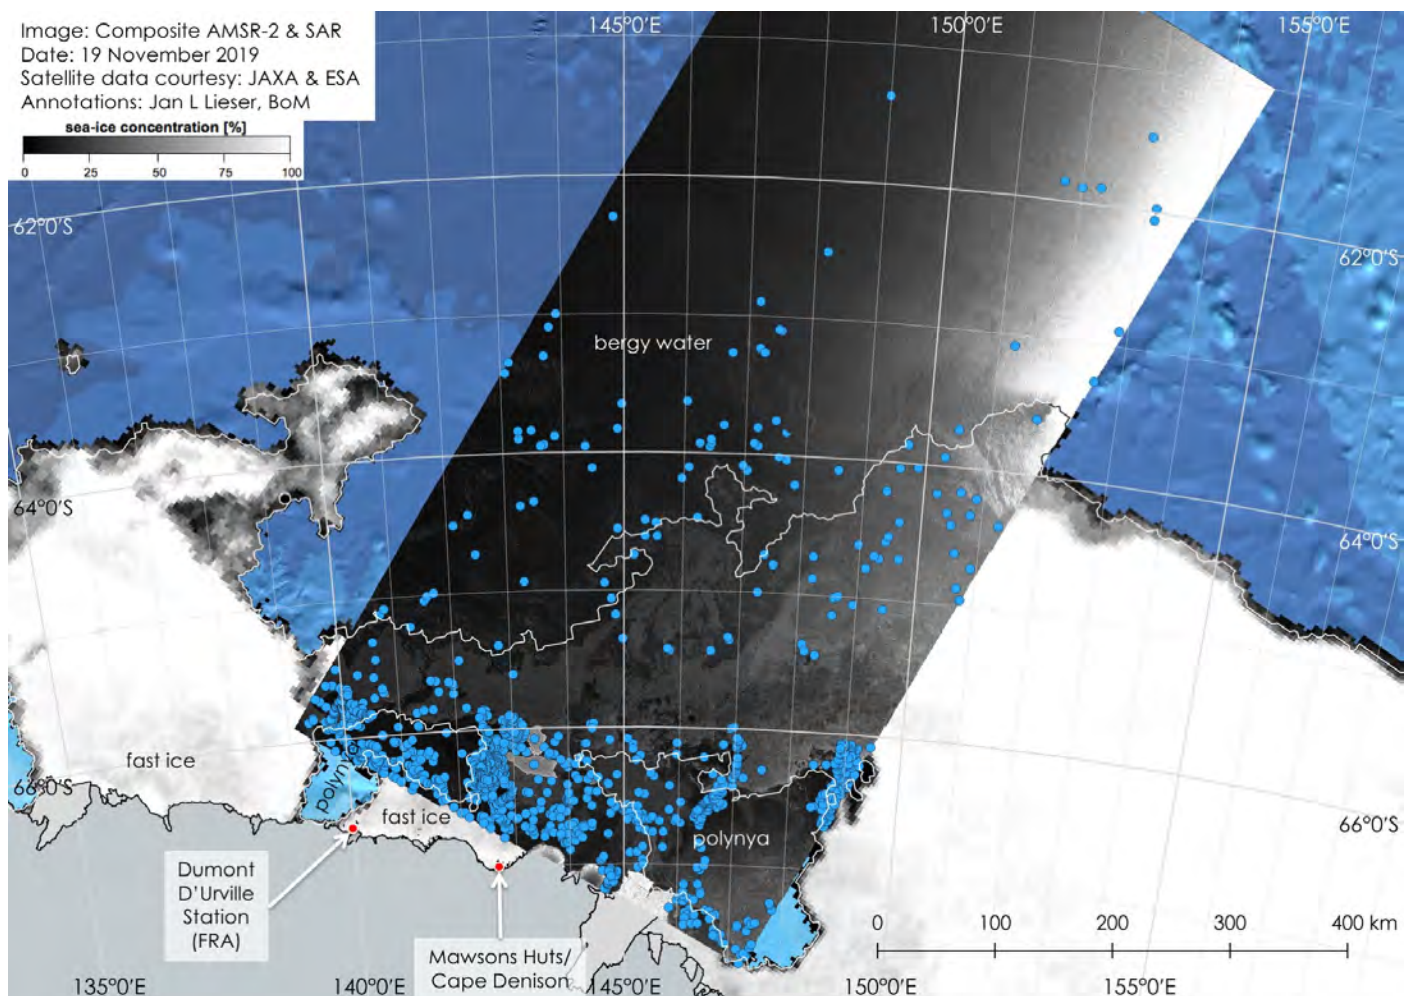 Image: Composite AMSR-2 & SAR
Date: 19 November 2019
Satellite data courtesy: JAXA & ESA
Annotations: Jan L Lieser, BoM
sea-ice concentration [%]
0 25 50 75 100
145°0'E 150°0'E 155°0'E
62°0'S
62°0'S
bergy water
64°0'S
64°0'S
fast ice
polynya
66°0'S
fast ice
polynya
66°0'S
Dumont
D'Urville
Station
(FRA)
Mawsons Huts/
Cape Denison
0 100 200 300 400 km
135°0'E 140°0'E 145°0'E 150°0'E 155°0'E